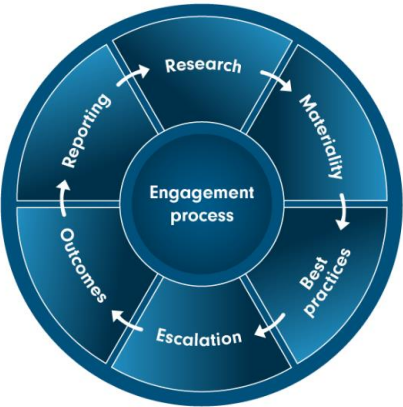 Research
Materiality
Best
practices
Escalation
Outcomes
Reporting
Engagement
process